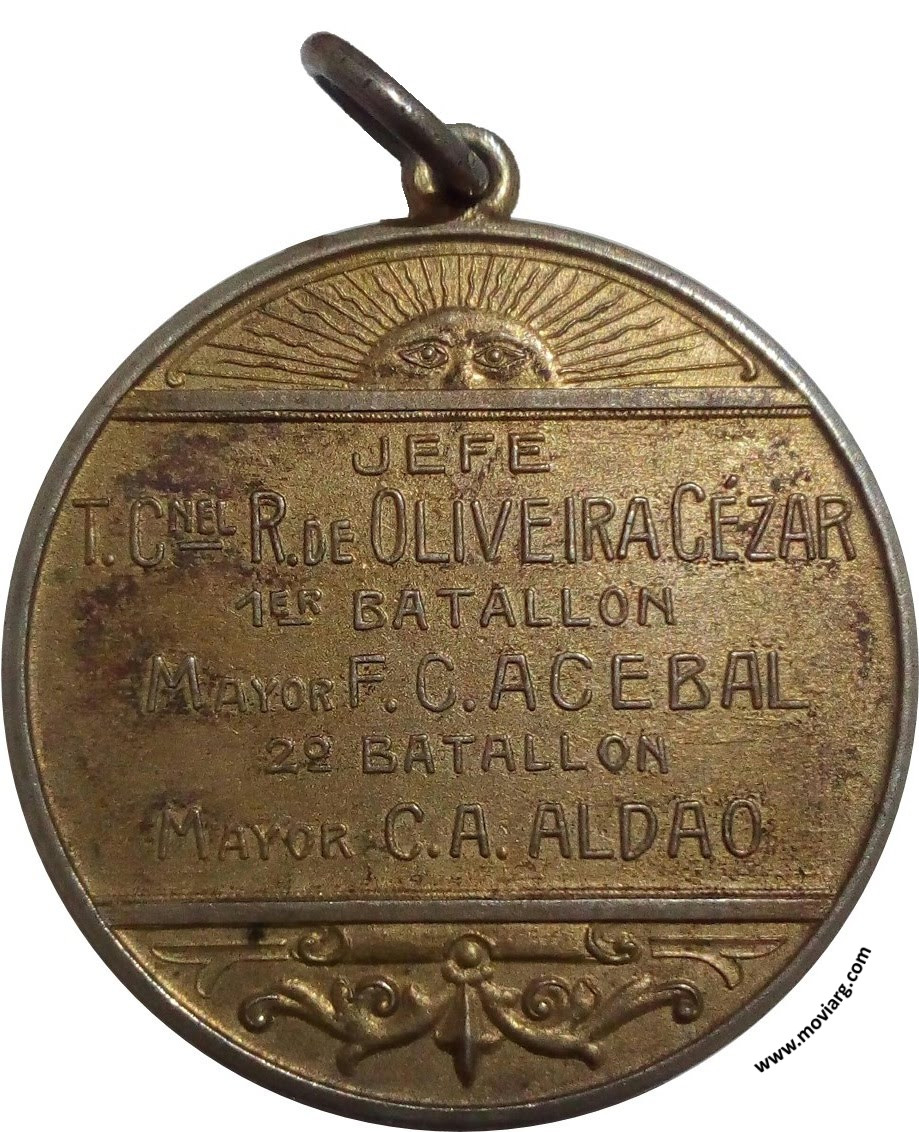 JEFE
T. CNEL R. DE OLIVEIRA CÉZAR
1ER BATALLON
MAYOR F. C. ACEBAL
2º BATALLON
MAYOR C. A. ALDAO
www.moviarg.com